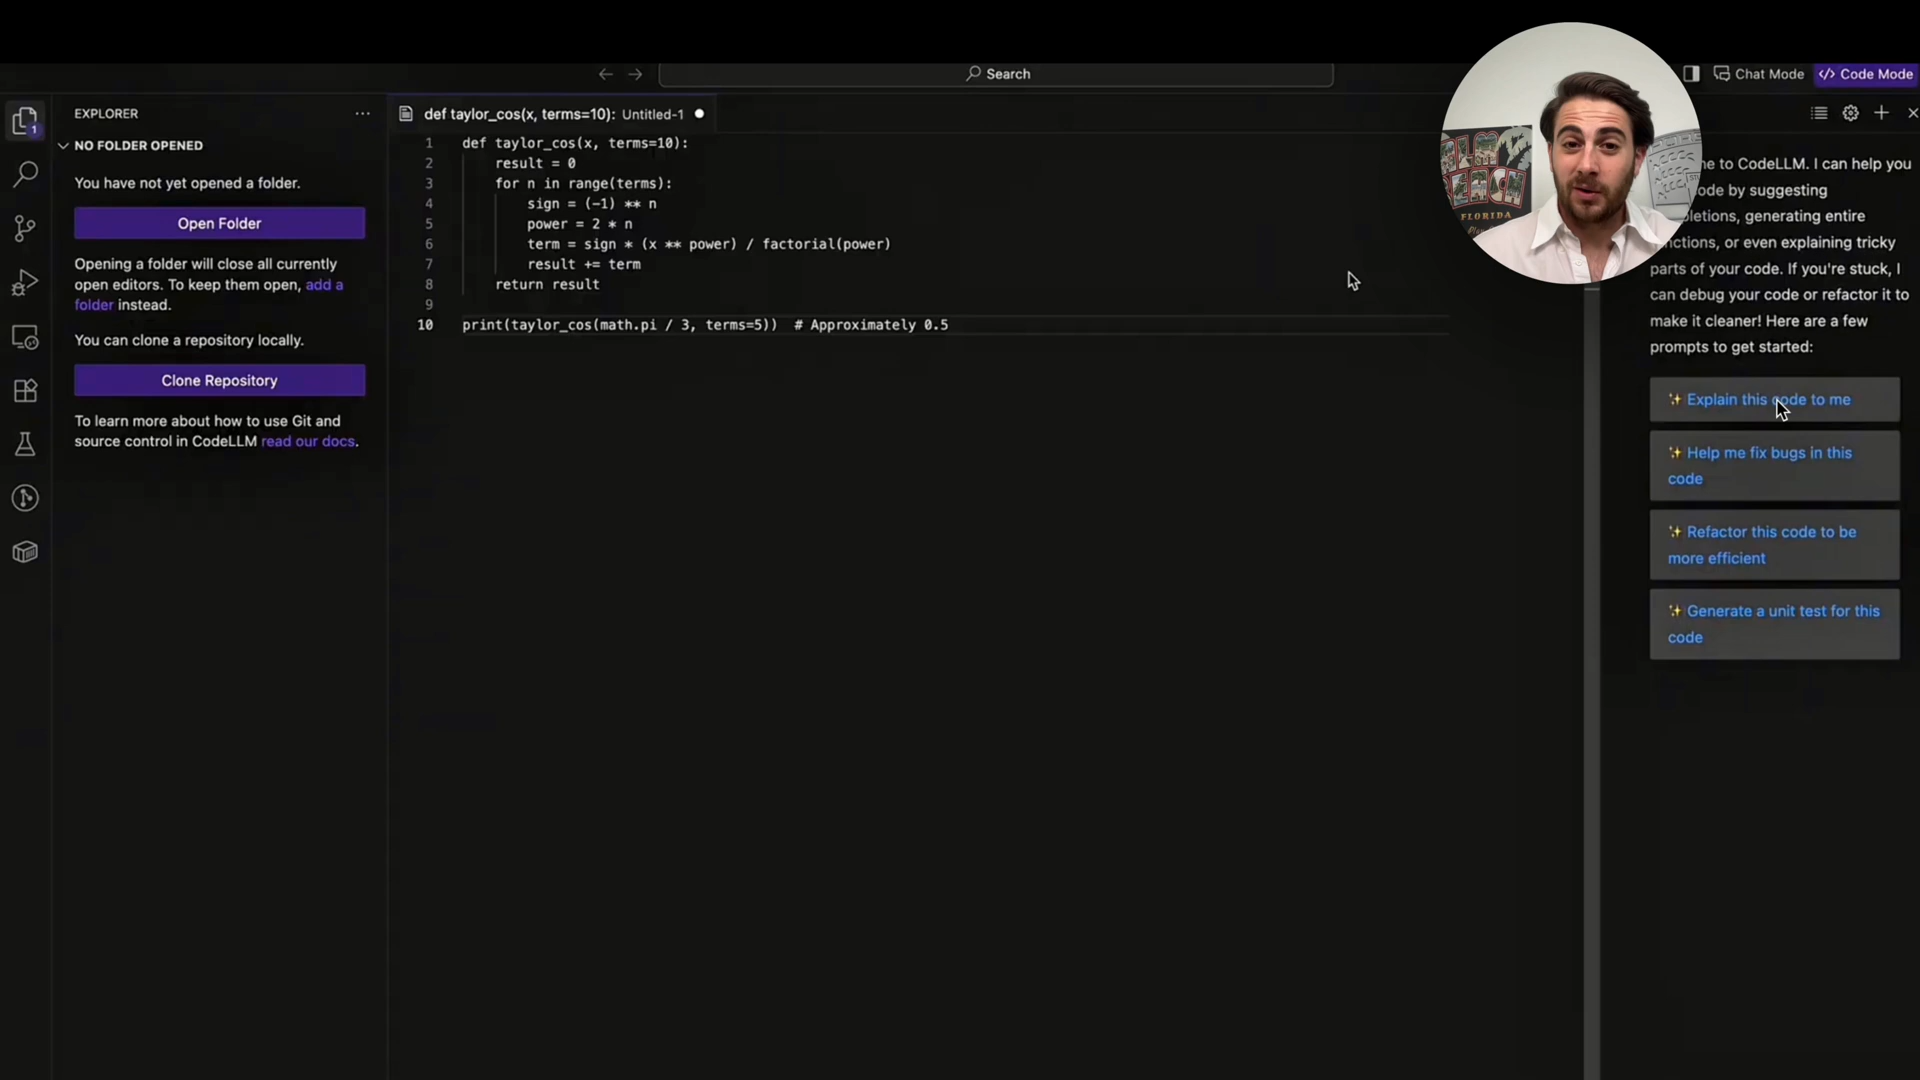 Search
Chat Mode
Code Mode
EXPLORER
NO FOLDER OPENED
You have not yet opened a folder.
Open Folder
Opening a folder will close all currently
open editors. To keep them open, add a
folder instead.
You can clone a repository locally.
Clone Repository
To learn more about how to use Git and
source control in CodeLLM read our docs.
1
def taylor_cos(x, terms=10): Untitled-1
1 def taylor_cos(x, terms=10):
2 result = 0
3 for n in range(terms):
4 sign = (-1) ** n
5 power = 2 * n
6 term = sign * (x ** power) / factorial(power)
7 result += term
8 return result
9
10 print(taylor_cos(math.pi / 3, terms=5)) # Approximately 0.5
FLORIDA
to CodeLLM. I can help you
by suggesting
generating entire
or even explaining tricky
parts of your code. If you're stuck, I
can debug your code or refactor it to
make it cleaner! Here are a few
prompts to get started:
Explain this code to me
Help me fix bugs in this
code
Refactor this code to be
more efficient
Generate a unit test for this
code